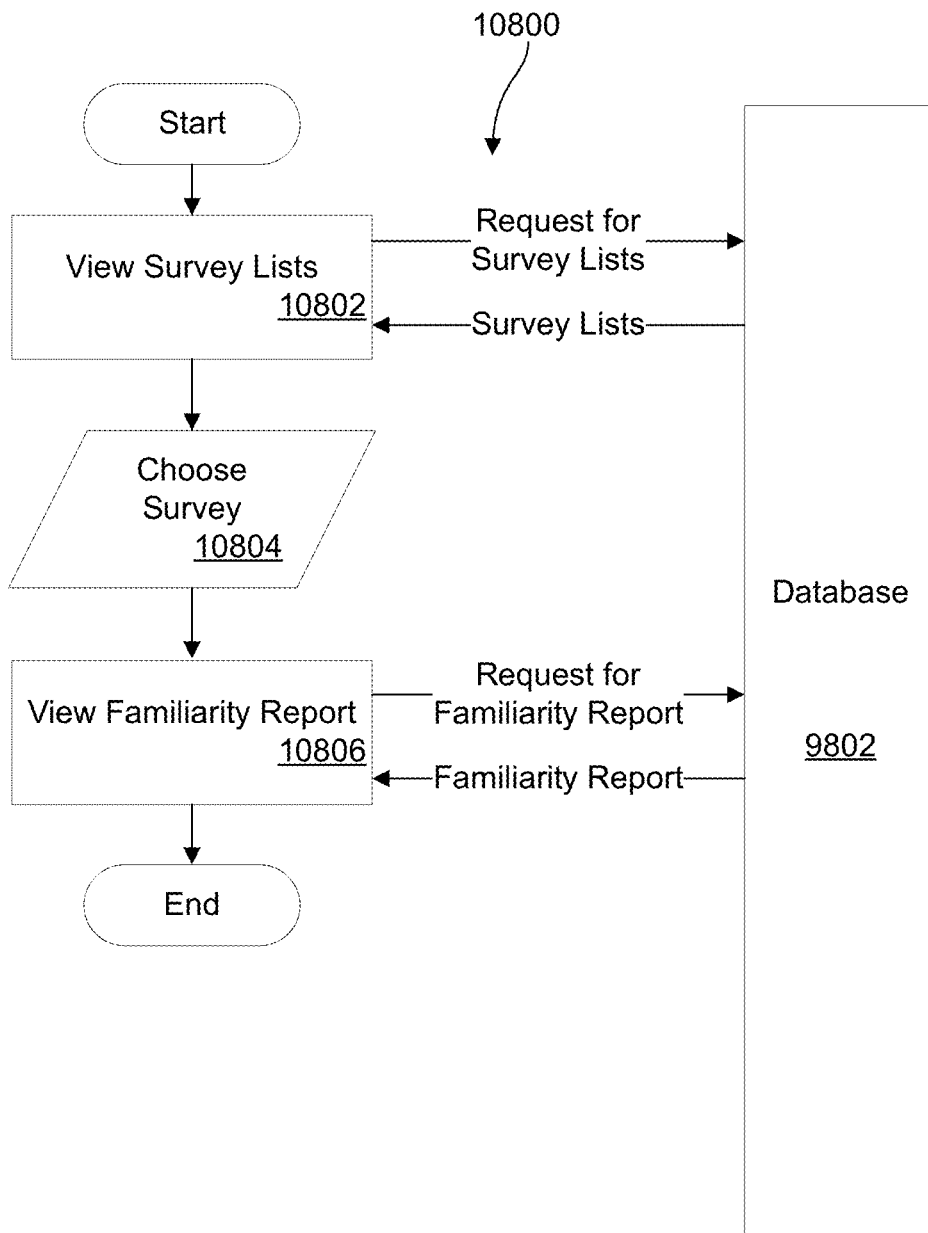 10800
Start
Request for
Survey Lists
View Survey Lists
10802
Survey Lists
Choose
Survey
10804
Database
9802
Request for
Familiarity Report
View Familiarity Report
10806
Familiarity Report
End